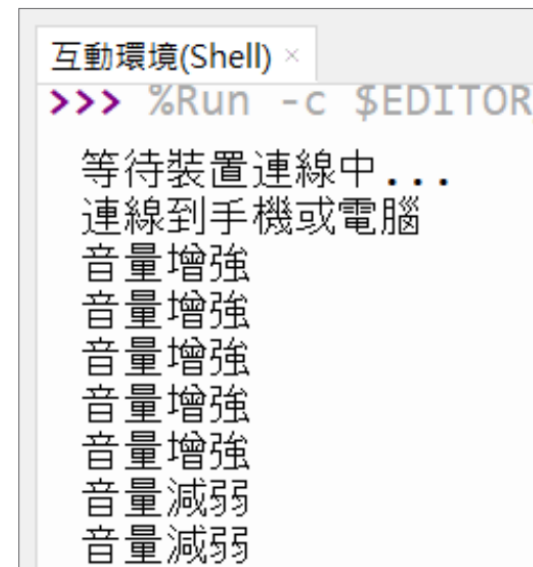 互動環境(Shell) ×
>>> %Run -c $EDITOR
等待裝置連線中...
連線到手機或電腦
音量增強
音量增強
音量增強
音量增強
音量增強
音量減弱
音量減弱